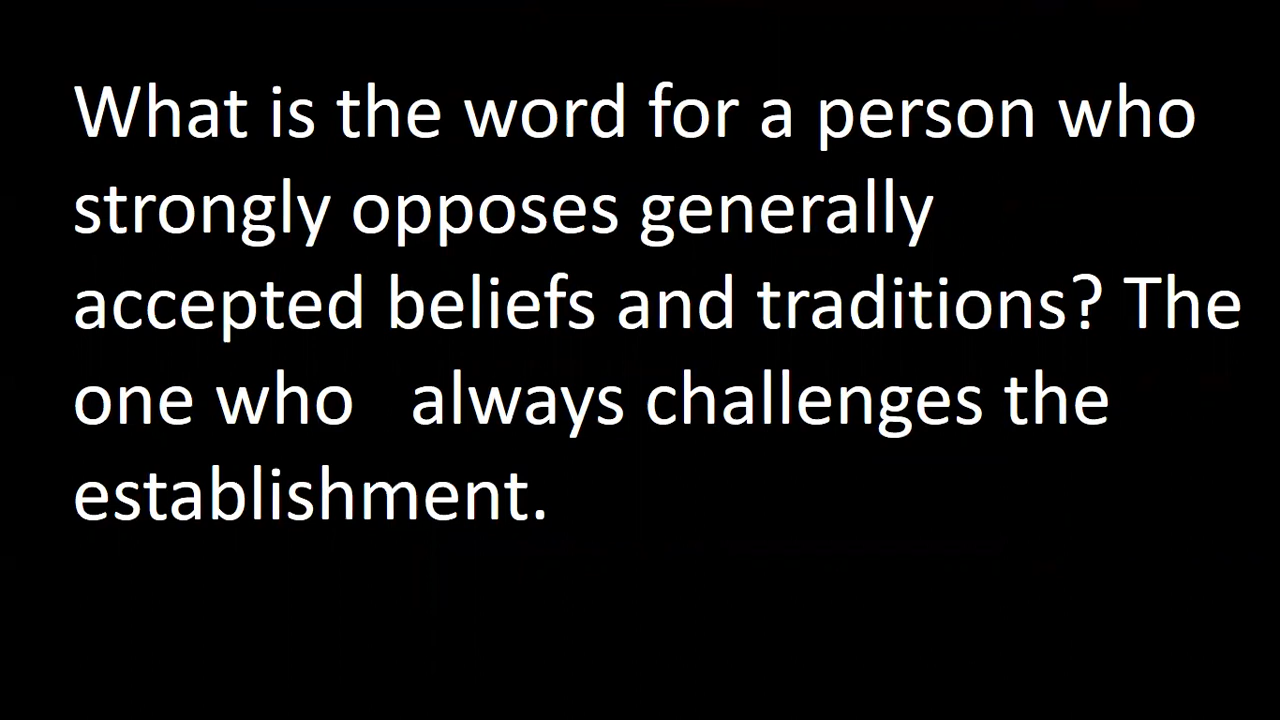 What is the word for a person who
strongly opposes generally
accepted beliefs and traditions? The
one who   always challenges the
establishment.